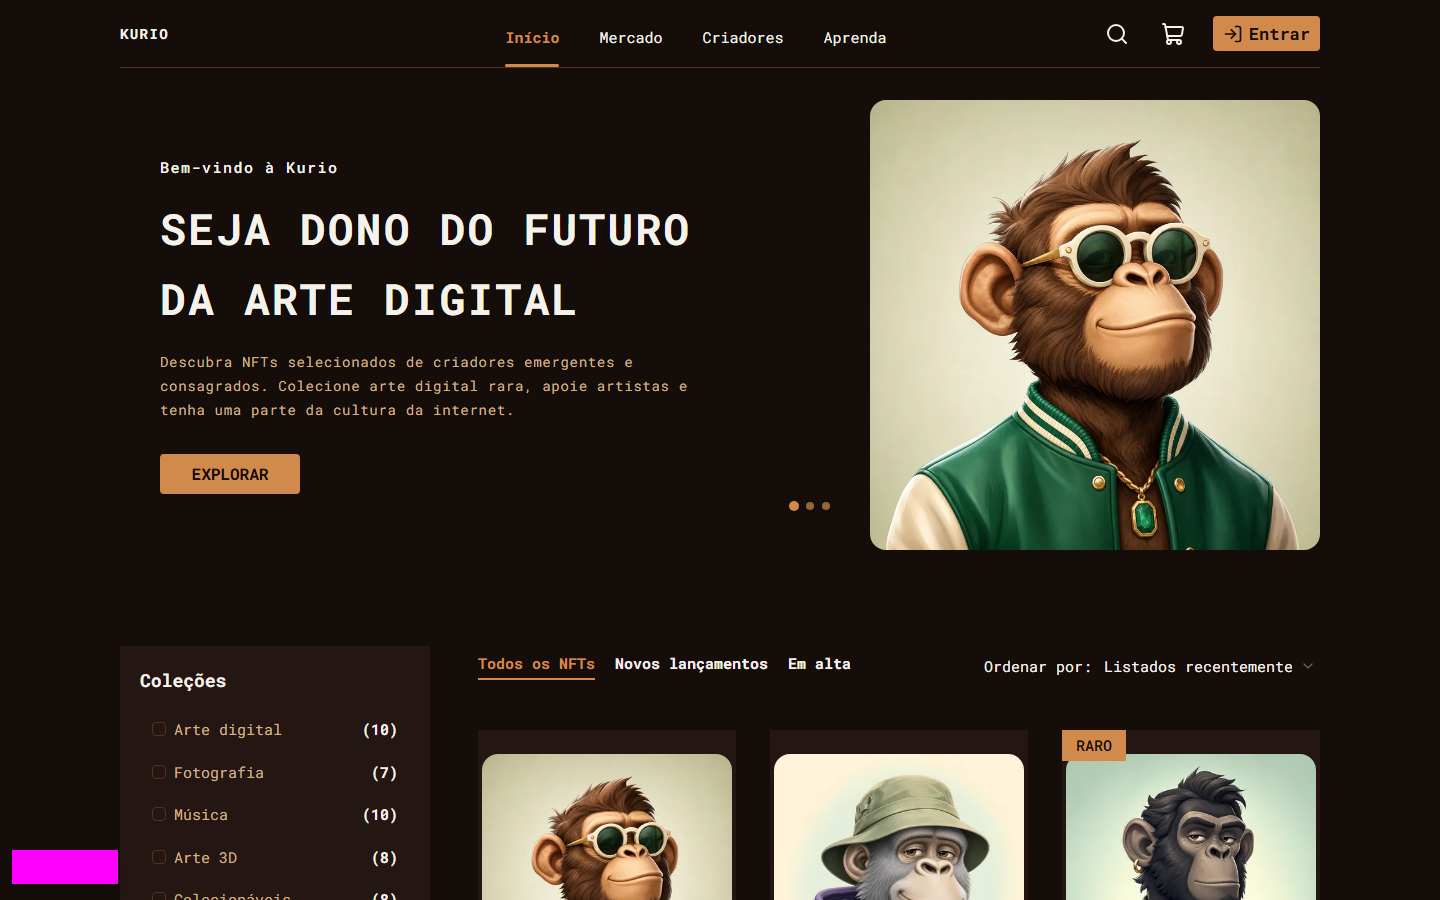 KURIO
Início
Mercado
Criadores
Aprenda
Entrar
Bem-vindo à Kurio
SEJA DONO DO FUTURO
DA ARTE DIGITAL
Descubra NFTs selecionados de criadores emergentes e
consagrados. Colecione arte digital rara, apoie artistas e
tenha uma parte da cultura da internet.
EXPLORAR
Coleções
Arte digital (10)
Fotografia (7)
Música (10)
Arte 3D (8)
Colecionáveis (8)
Todos os NFTs
Novos lançamentos
Em alta
Ordenar por: Listados recentemente
RARO